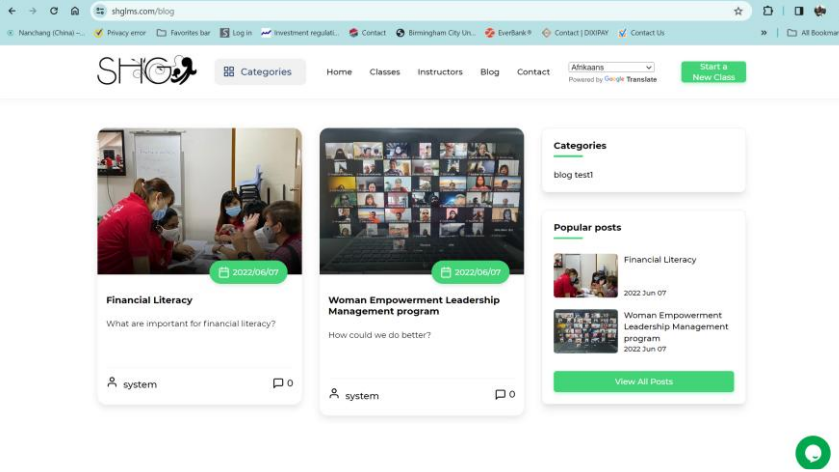 shglms.com/blog
Nanchang (China) –... Privacy error Favorites bar Log in Investment regulati... Contact Birmingham City Un... EverBank® Contact | DIXIPAY Contact Us » All Bookmar
SHG
Categories Home Classes Instructors Blog Contact Afrikaans
Powered by Google Translate
Start a
New Class
2022/06/07
Financial Literacy
What are important for financial literacy?
system 0
2022/06/07
Woman Empowerment Leadership
Management program
How could we do better?
system 0
Categories
blog test1
Popular posts
Financial Literacy
2022 Jun 07
Woman Empowerment
Leadership Management
program
2022 Jun 07
View All Posts